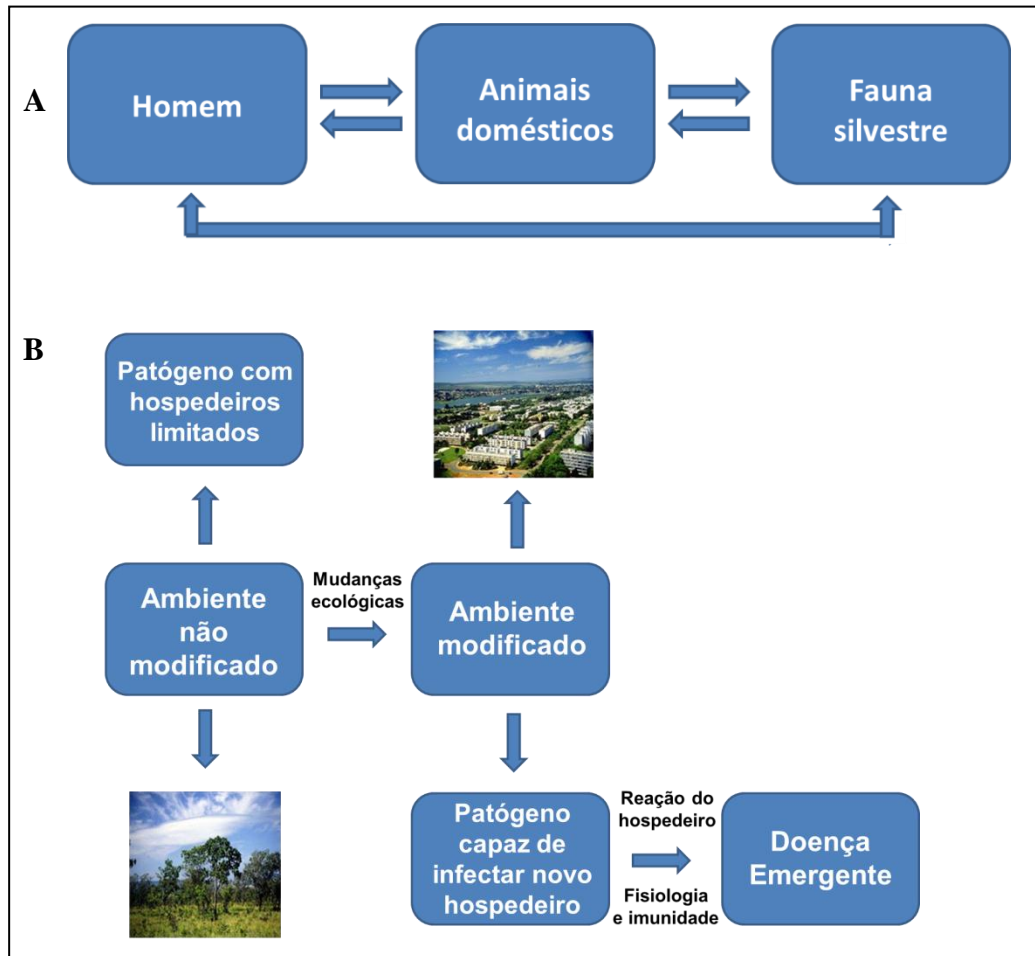 A
Homem
Animais
domésticos
Fauna
silvestre
B
Patógeno com
hospedeiros
limitados
Ambiente
não
modificado
Mudanças
ecológicas
Ambiente
modificado
Patógeno
capaz de
infectar novo
hospedeiro
Reação do
hospedeiro
Fisiologia
e imunidade
Doença
Emergente